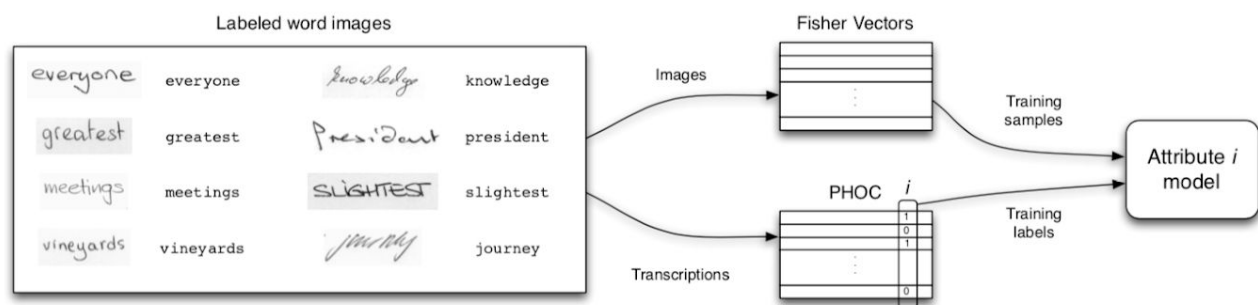 Labeled word images
everyone everyone knowledge knowledge
greatest greatest President president
meetings meetings SLIGHTEST slightest
vineyards vineyards journey journey
Images
Transcriptions
Fisher Vectors
PHOC i
1
0
1
0
Training
samples
Training
labels
Attribute i
model